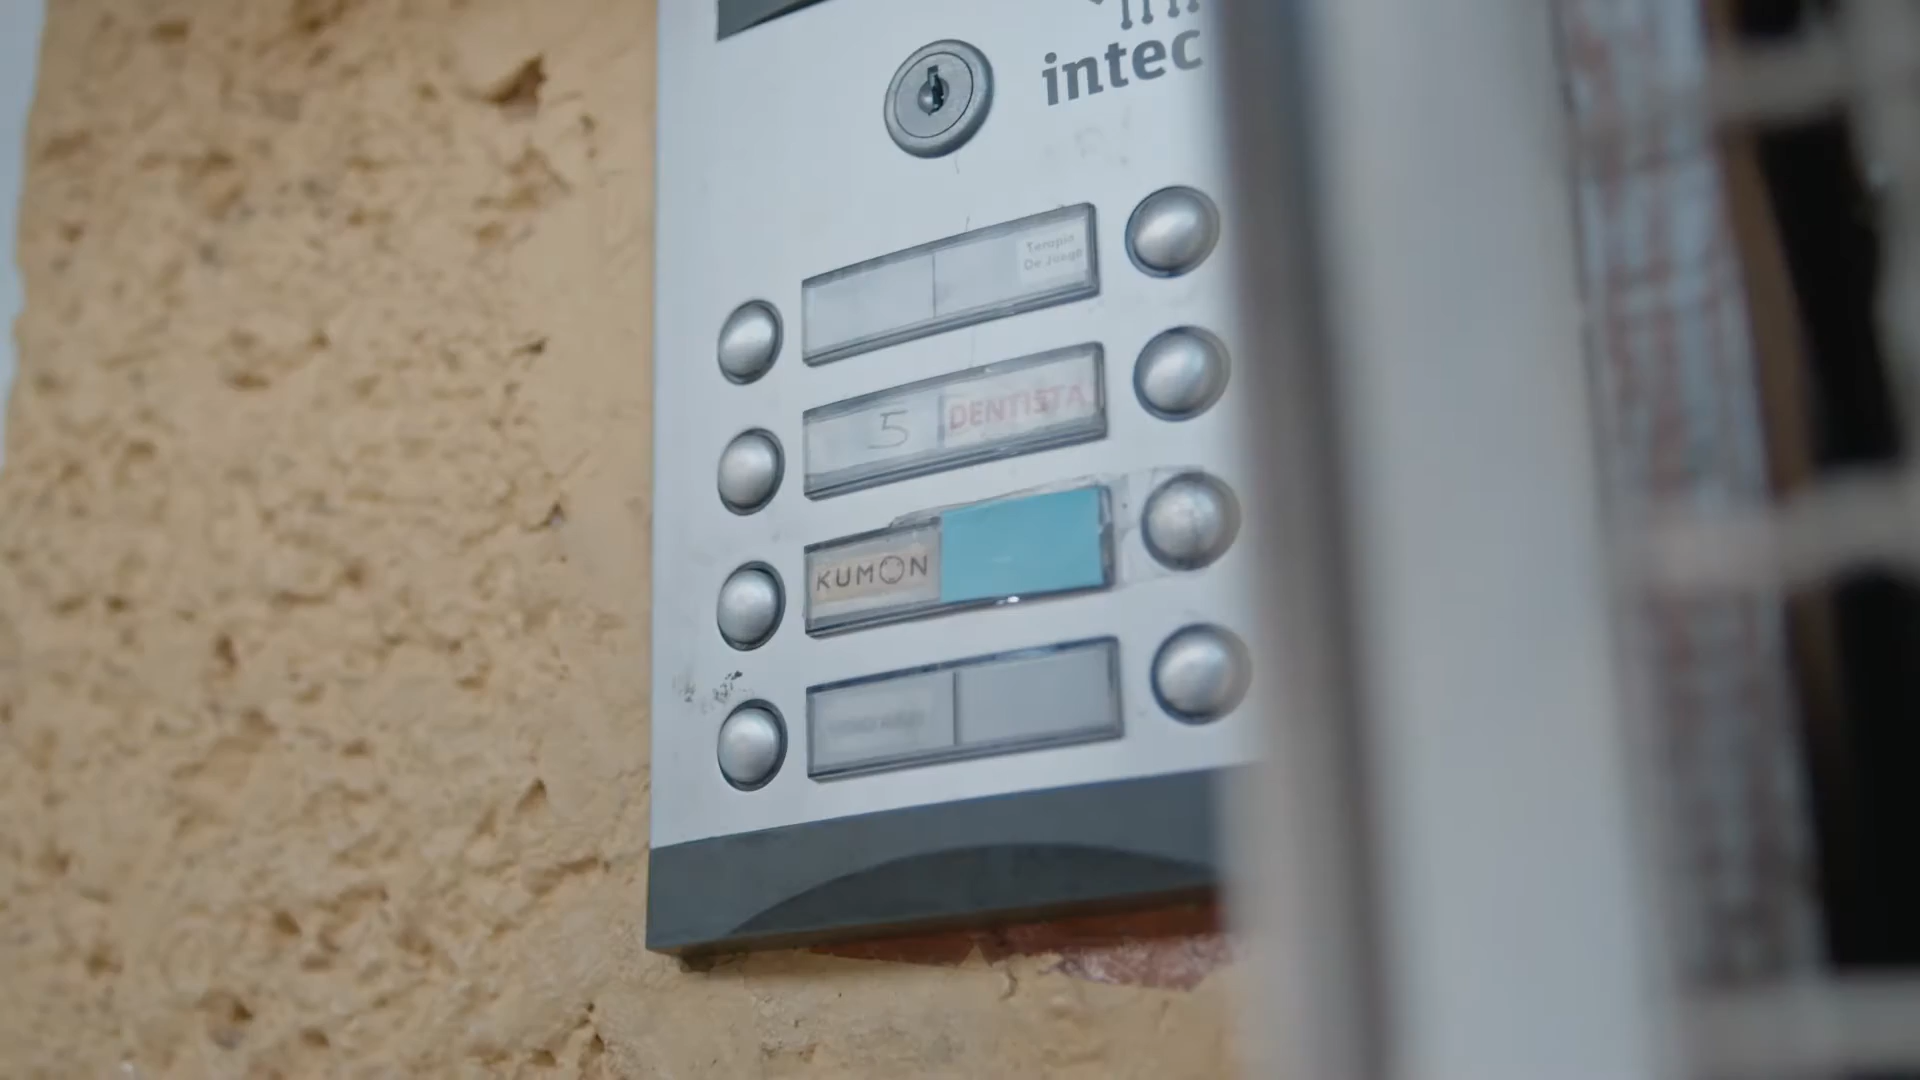 intec
Terapia
De Juego
5 DENTISTA
KUMON